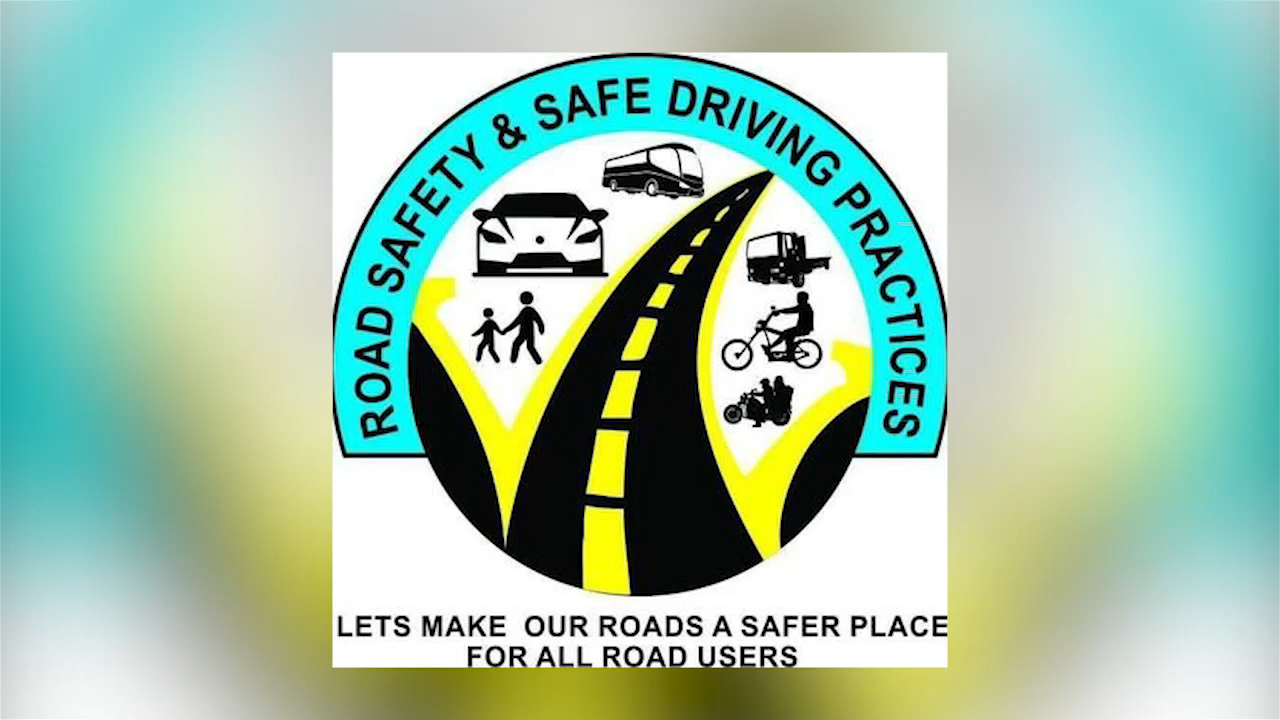 ROAD SAFETY & SAFE DRIVING PRACTICES
LETS MAKE OUR ROADS A SAFER PLACE
FOR ALL ROAD USERS